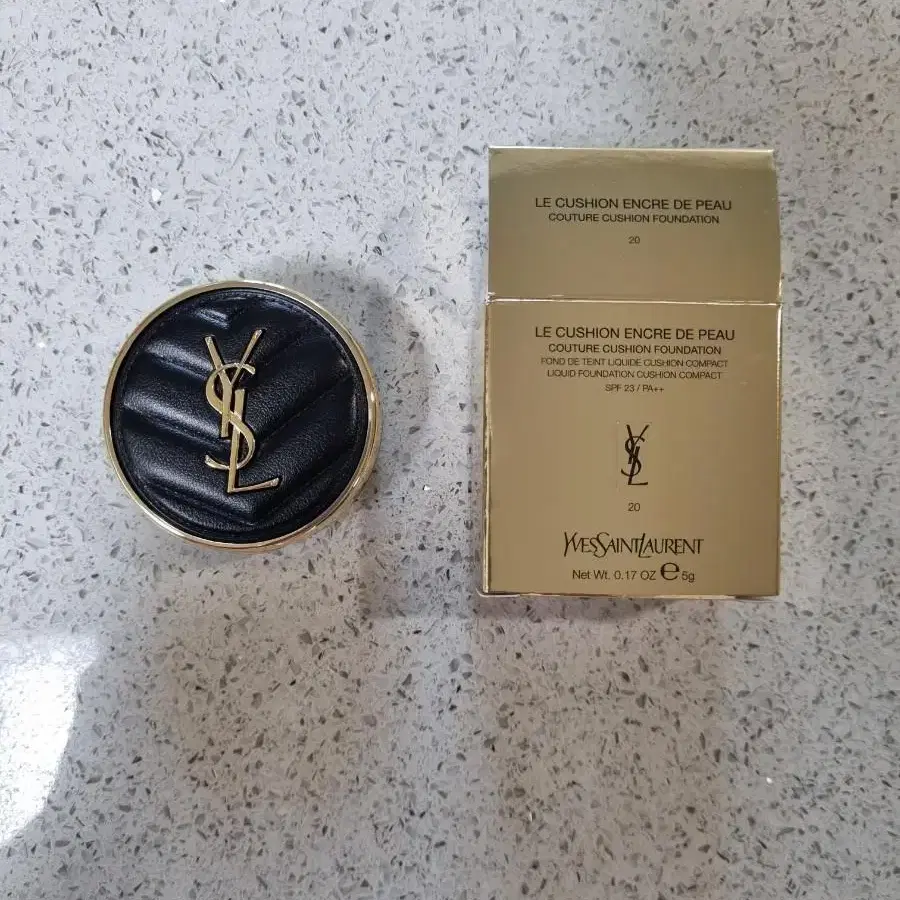 YSL
LE CUSHION ENCRE DE PEAU
COUTURE CUSHION FOUNDATION
20
LE CUSHION ENCRE DE PEAU
COUTURE CUSHION FOUNDATION
FOND DE TEINT LIQUIDE CUSHION COMPACT
LIQUID FOUNDATION CUSHION COMPACT
SPF 23 / PA++
YSL
20
YVESSAINTLAURENT
Net Wt. 0.17 OZ ℮ 5g